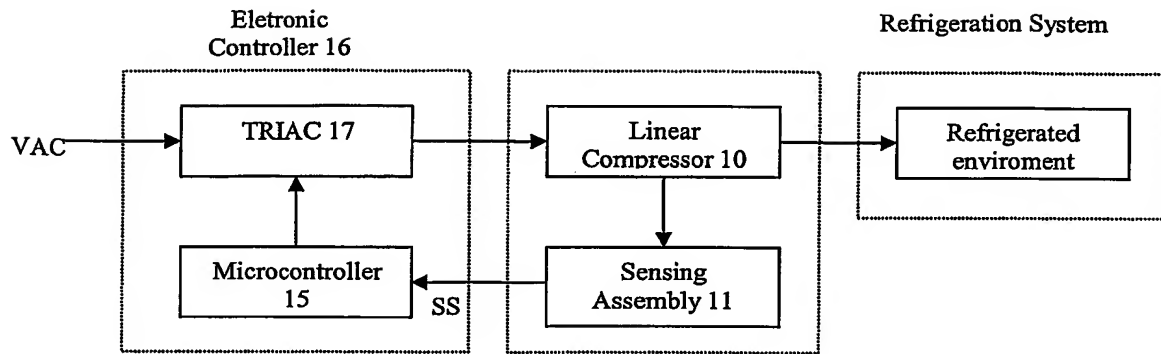 Eletronic
Controller 16
Refrigeration System
VAC
TRIAC 17
Linear
Compressor 10
Refrigerated
enviroment
Microcontroller
15
SS
Sensing
Assembly 11